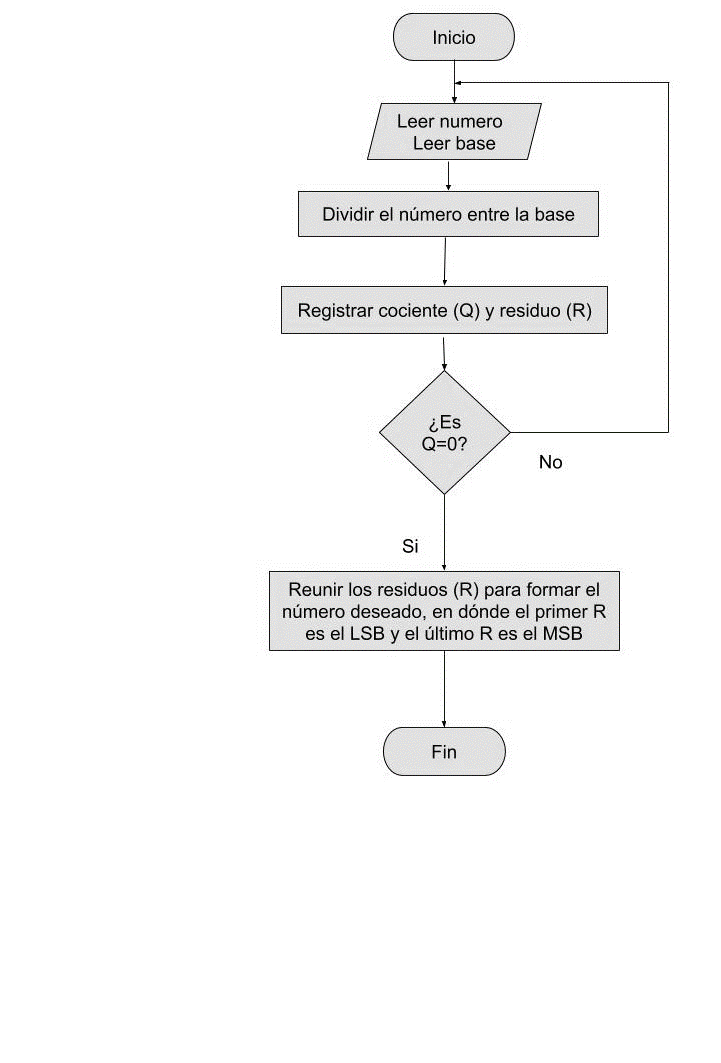 Inicio
Leer numero
Leer base
Dividir el número entre la base
Registrar cociente (Q) y residuo (R)
¿Es
Q=0?
No
Si
Reunir los residuos (R) para formar el
número deseado, en dónde el primer R
es el LSB y el último R es el MSB
Fin